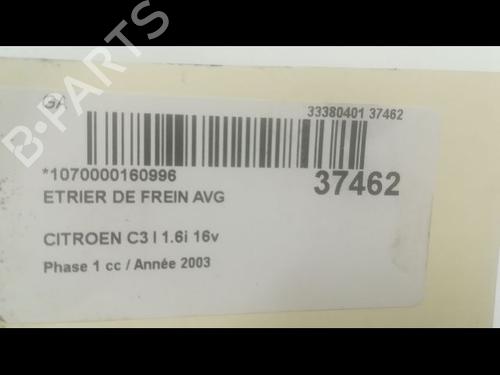 GA
33380401 37462
*1070000160996
37462
ETRIER DE FREIN AVG
CITROEN C3 I 1.6i 16v
Phase 1 cc / Année 2003
B-PARTS